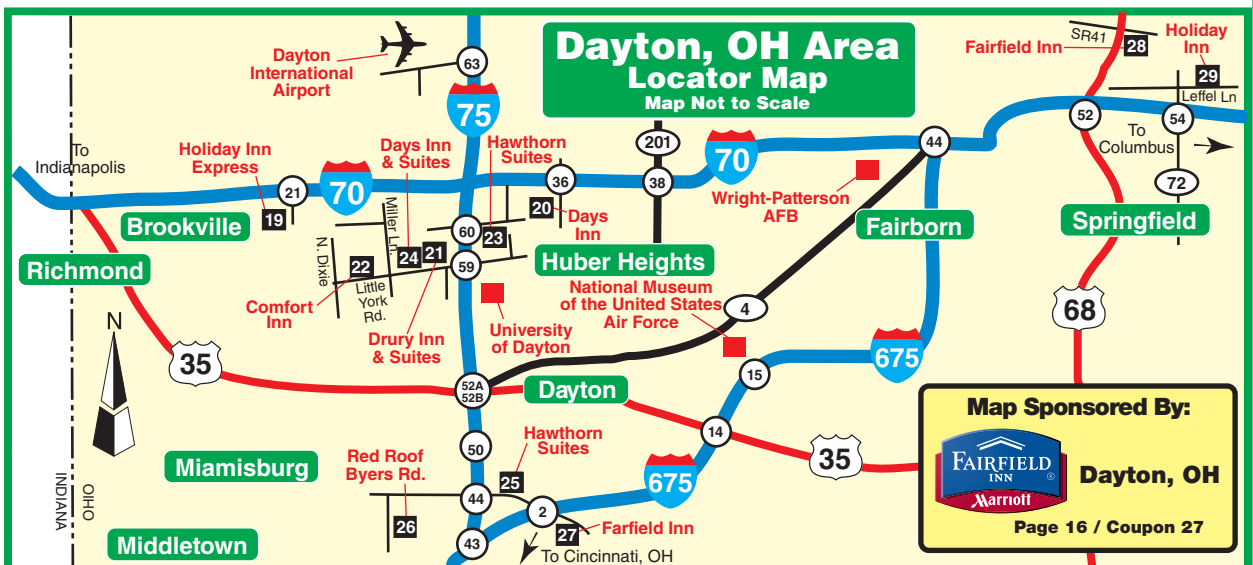 Dayton, OH Area
Locator Map
Map Not to Scale
Dayton
International
Airport
63
75
SR41
Fairfield Inn
28
Holiday
Inn
29
Leffel Ln
52
54
To
Columbus
72
To
Indianapolis
Holiday Inn
Express
19
21
70
Days Inn
& Suites
Hawthorn
Suites
36
201
38
70
44
Wright-Patterson
AFB
Brookville
Richmond
N. Dixie
Miller Ln.
60
23
20
Days
Inn
24
21
22
59
Little
York
Rd.
Comfort
Inn
Drury Inn
& Suites
University
of Dayton
Huber Heights
National Museum
of the United States
Air Force
4
Fairborn
Springfield
68
N
35
52A
52B
Dayton
15
675
14
35
50
Miamisburg
Red Roof
Byers Rd.
26
Hawthorn
Suites
25
44
2
675
27
Farfield Inn
43
To Cincinnati, OH
Middletown
INDIANA
OIHO
Map Sponsored By:
FAIRFIELD
INN
®
Marriott
Dayton, OH
Page 16 / Coupon 27